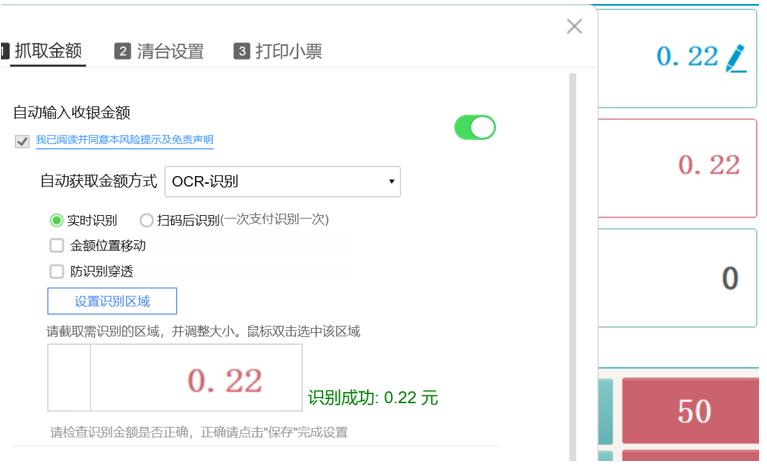 1 抓取金额 2 清台设置 3 打印小票
自动输入收银金额
我已阅读并同意本风险提示及免责声明
自动获取金额方式 OCR-识别
实时识别 扫码后识别(一次支付识别一次)
金额位置移动
防识别穿透
设置识别区域
请截取需识别的区域，并调整大小。鼠标双击选中该区域
0.22 识别成功: 0.22 元
请检查识别金额是否正确，正确请点击"保存"完成设置
0.22
0.22
0
50